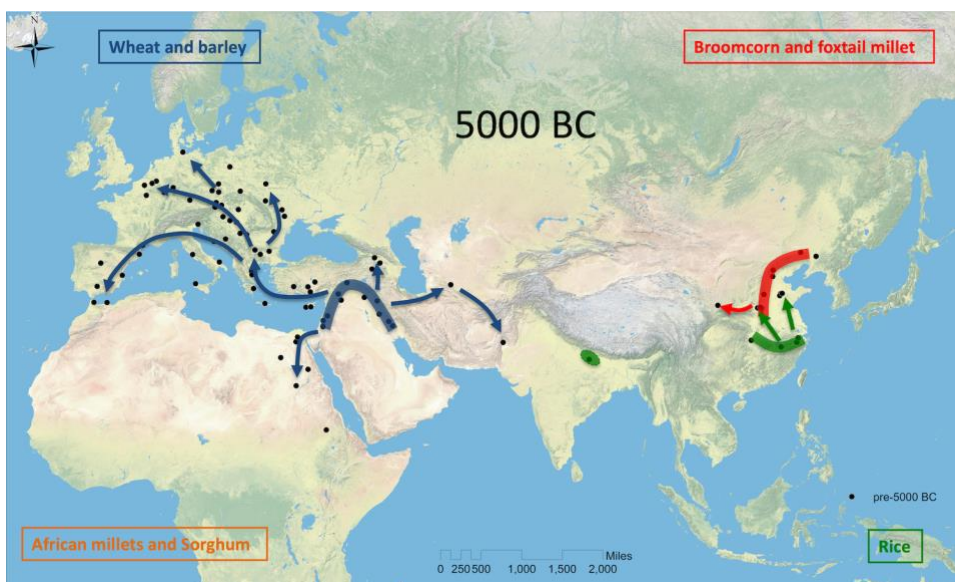 N
Wheat and barley
Broomcorn and foxtail millet
5000 BC
pre-5000 BC
African millets and Sorghum
Rice
Miles
0 250 500 1,000 1,500 2,000